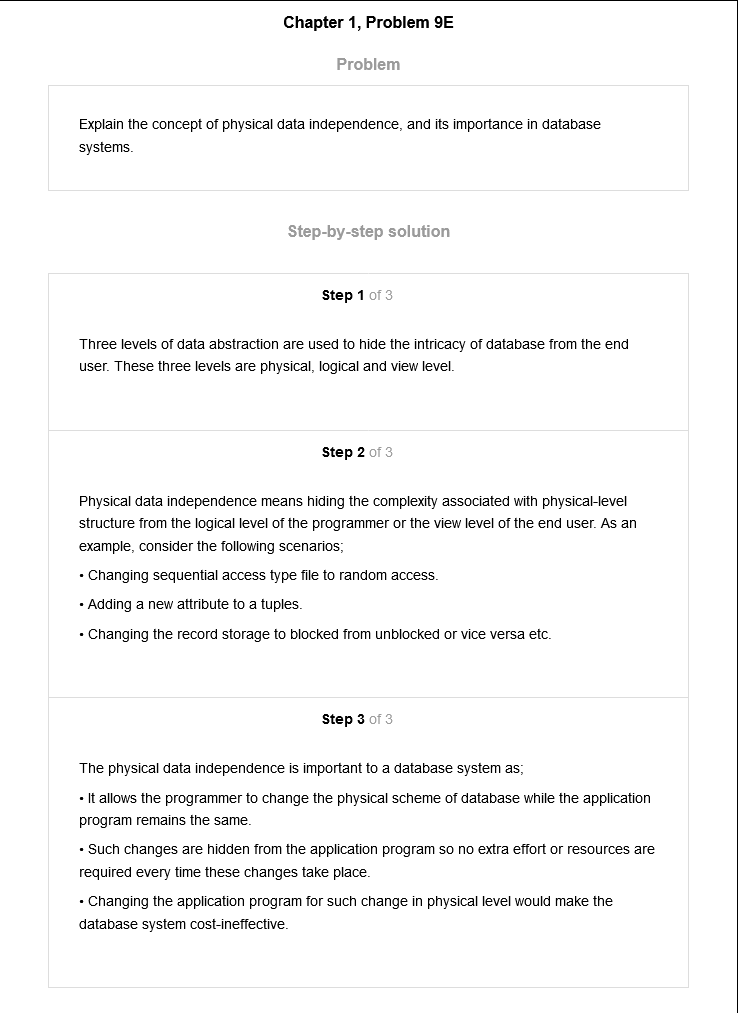 Chapter 1, Problem 9E
Problem
Explain the concept of physical data independence, and its importance in database
systems.
Step-by-step solution
Step 1 of 3
Three levels of data abstraction are used to hide the intricacy of database from the end
user. These three levels are physical, logical and view level.
Step 2 of 3
Physical data independence means hiding the complexity associated with physical-level
structure from the logical level of the programmer or the view level of the end user. As an
example, consider the following scenarios;
• Changing sequential access type file to random access.
• Adding a new attribute to a tuples.
• Changing the record storage to blocked from unblocked or vice versa etc.
Step 3 of 3
The physical data independence is important to a database system as;
• It allows the programmer to change the physical scheme of database while the application
program remains the same.
• Such changes are hidden from the application program so no extra effort or resources are
required every time these changes take place.
• Changing the application program for such change in physical level would make the
database system cost-ineffective.